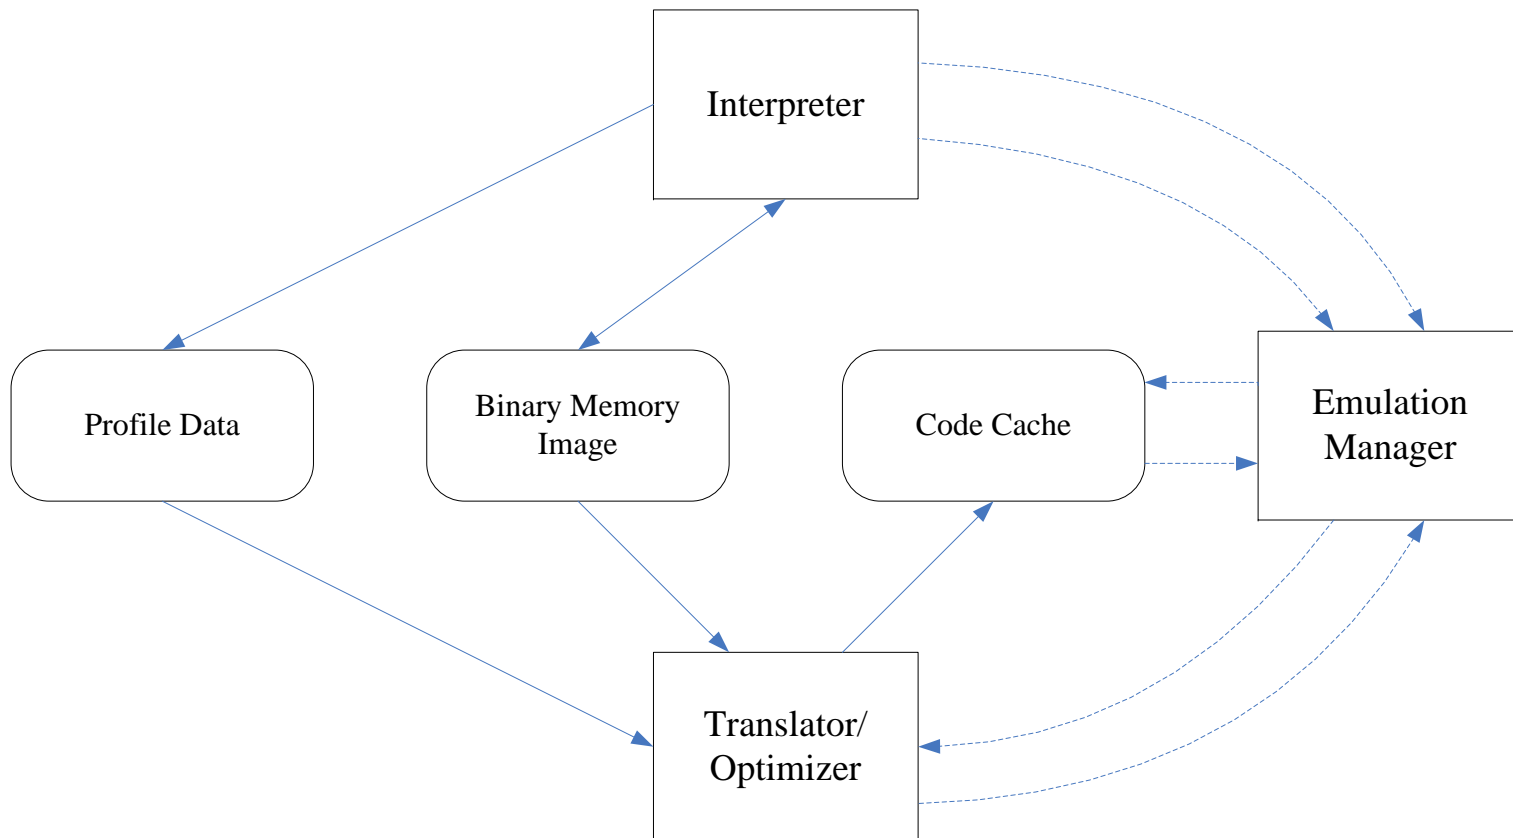 Interpreter
Profile Data
Binary Memory
Image
Code Cache
Emulation
Manager
Translator/
Optimizer